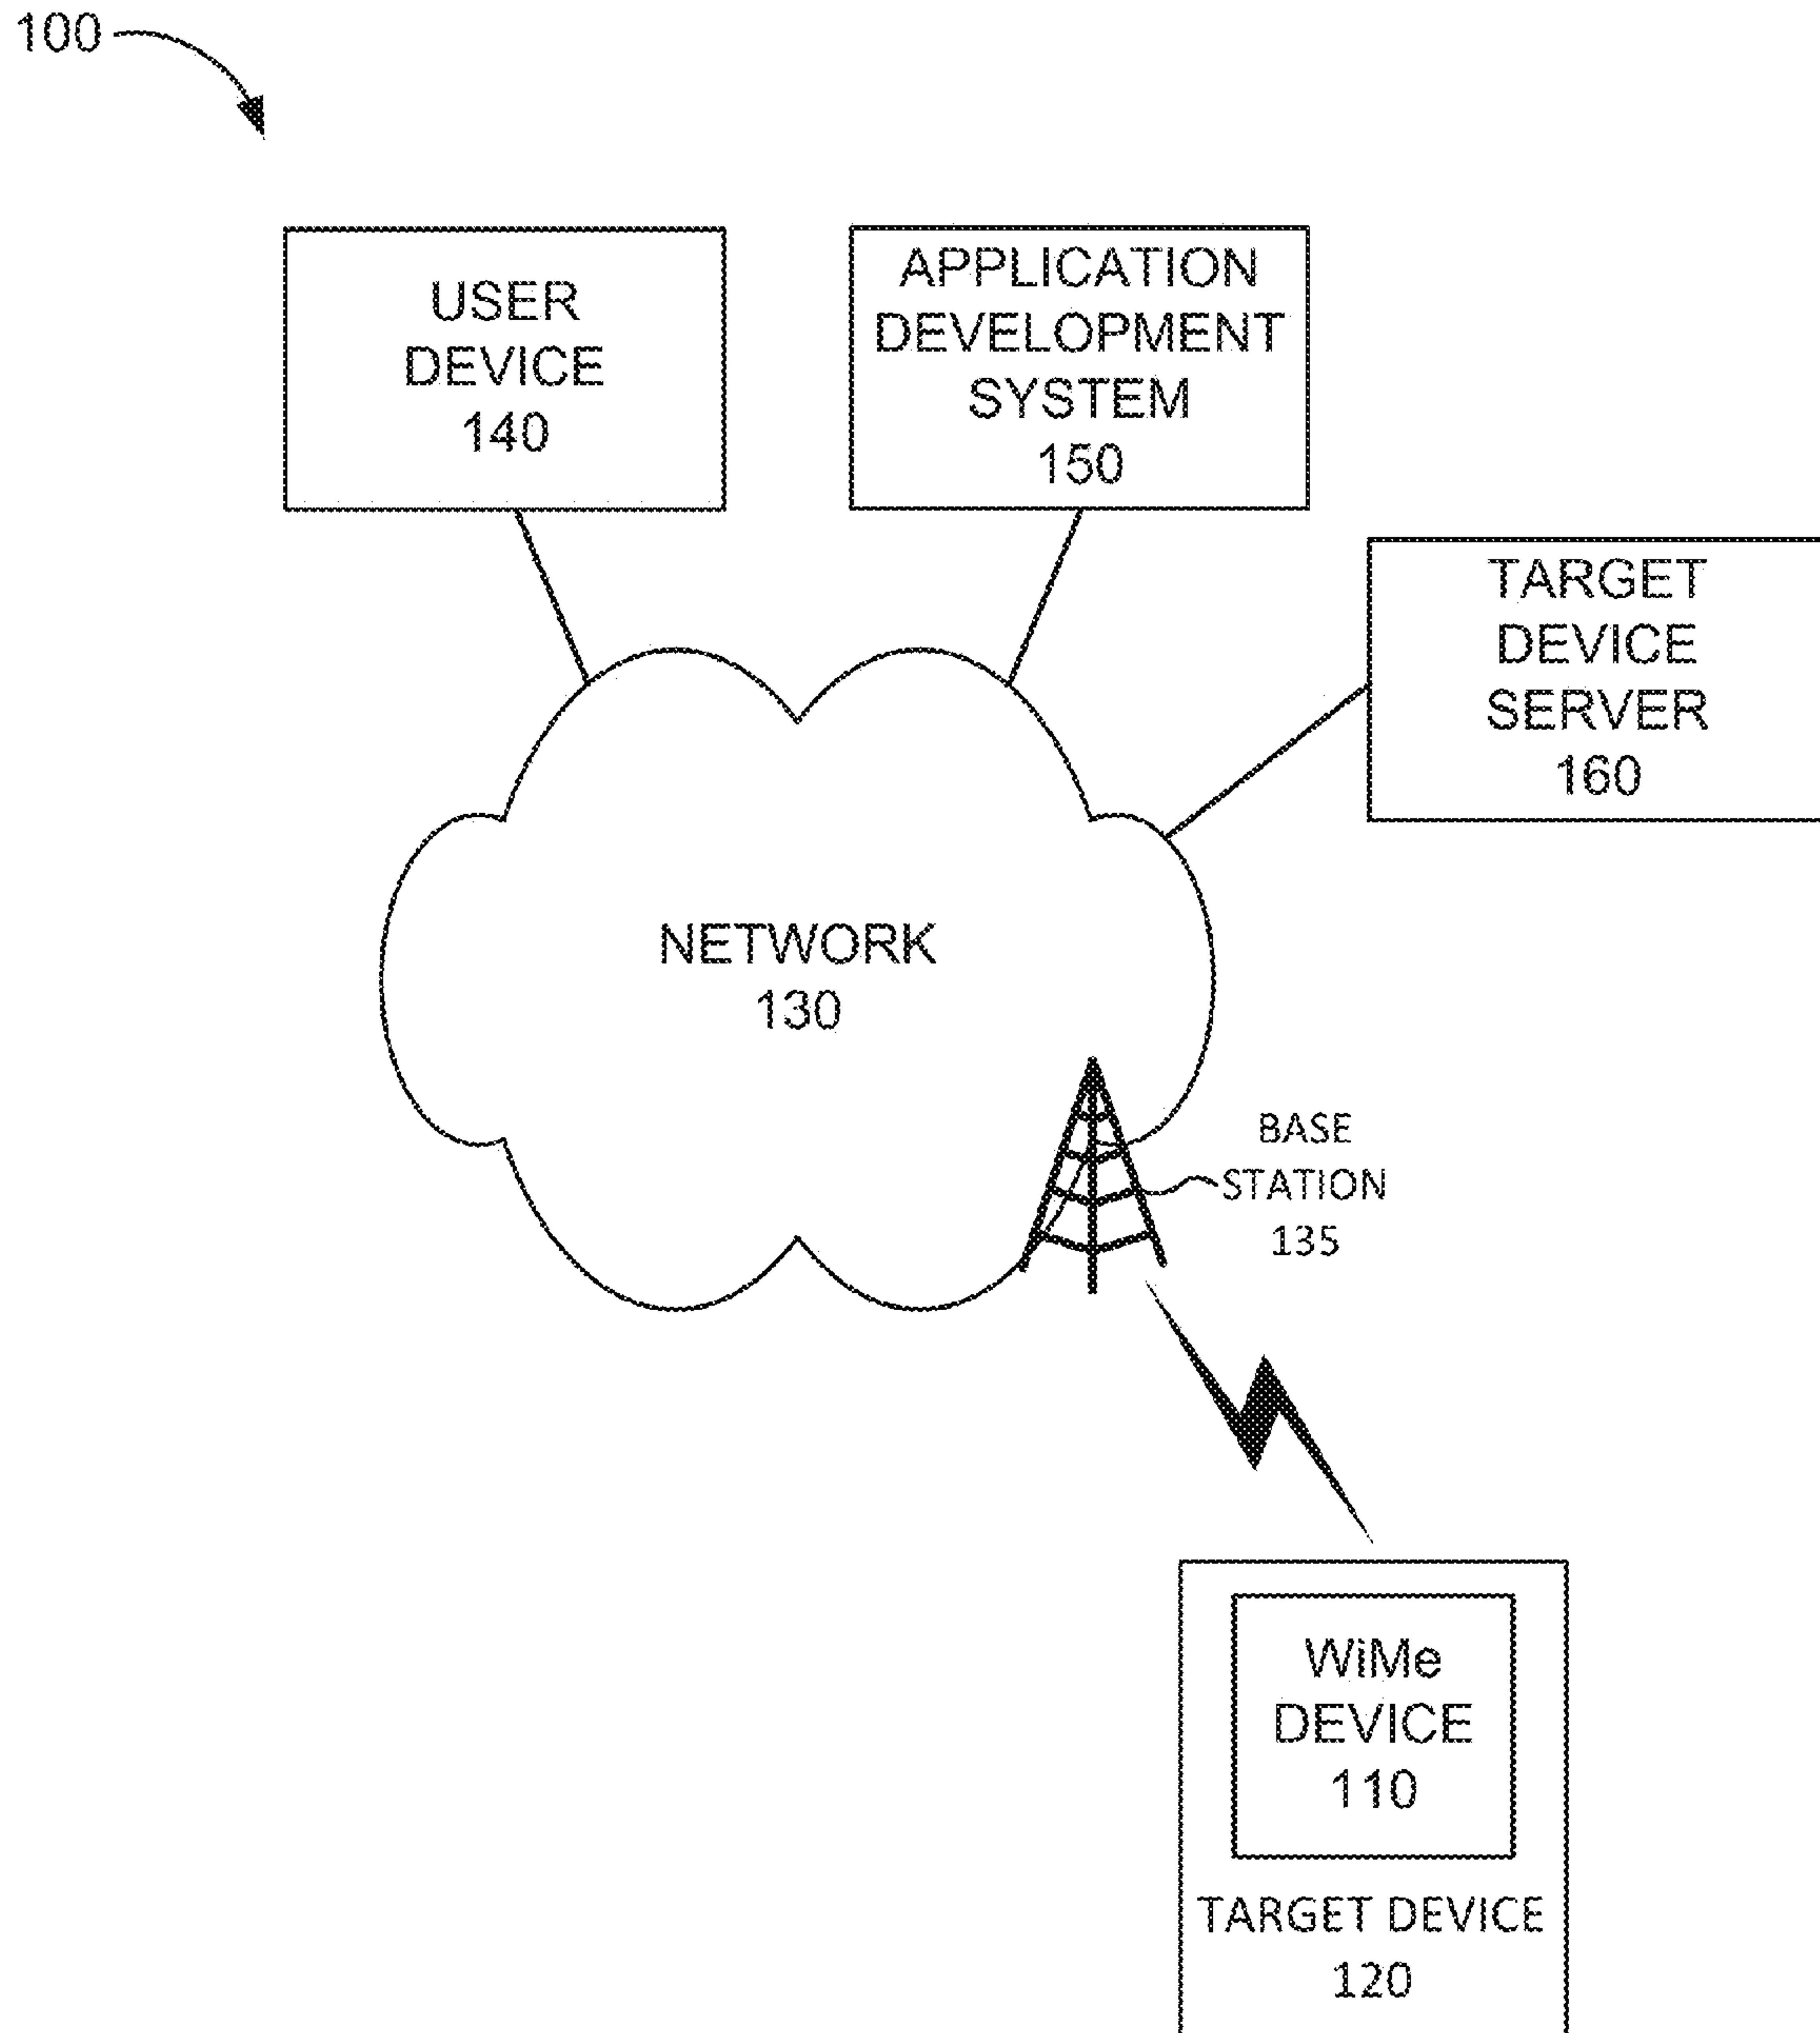 100
USER
DEVICE
140
APPLICATION
DEVELOPMENT
SYSTEM
150
TARGET
DEVICE
SERVER
160
NETWORK
130
BASE
STATION
135
WiMe
DEVICE
110
TARGET DEVICE
120